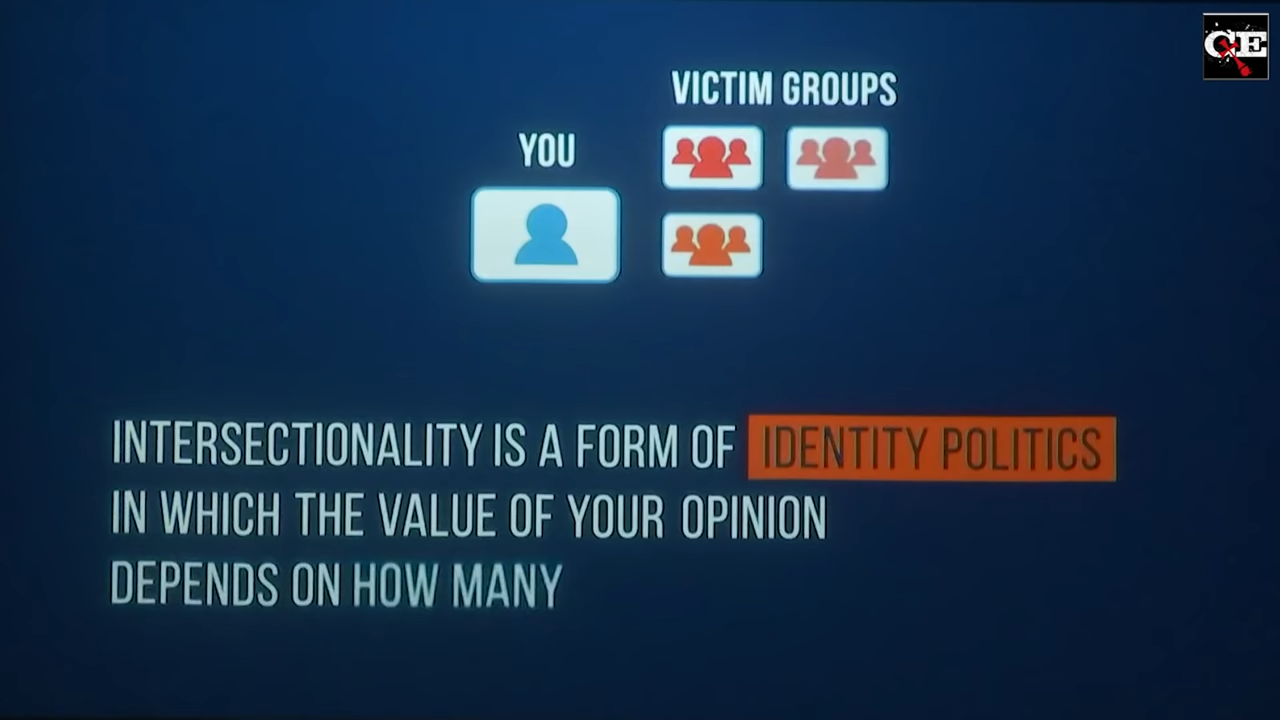 CE
VICTIM GROUPS
YOU
INTERSECTIONALITY IS A FORM OF IDENTITY POLITICS
IN WHICH THE VALUE OF YOUR OPINION
DEPENDS ON HOW MANY